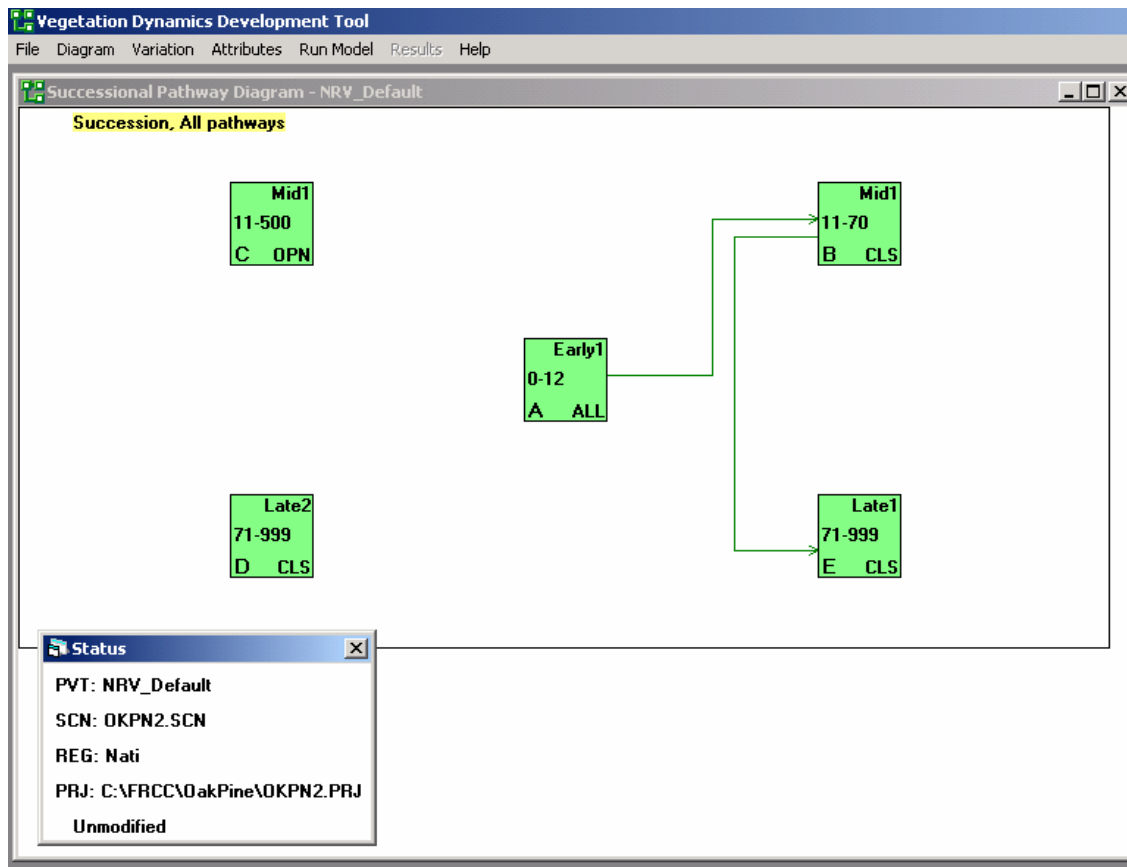 Vegetation Dynamics Development Tool
File Diagram Variation Attributes Run Model Results Help
Successional Pathway Diagram - NRV_Default
Succession, All pathways
Mid1
11-500
C OPN
Mid1
11-70
B CLS
Early1
0-12
A ALL
Late2
71-999
D CLS
Late1
71-999
E CLS
Status
PVT: NRV_Default
SCN: OKPN2.SCN
REG: Nati
PRJ: C:\FRCC\OakPine\OKPN2.PRJ
Unmodified